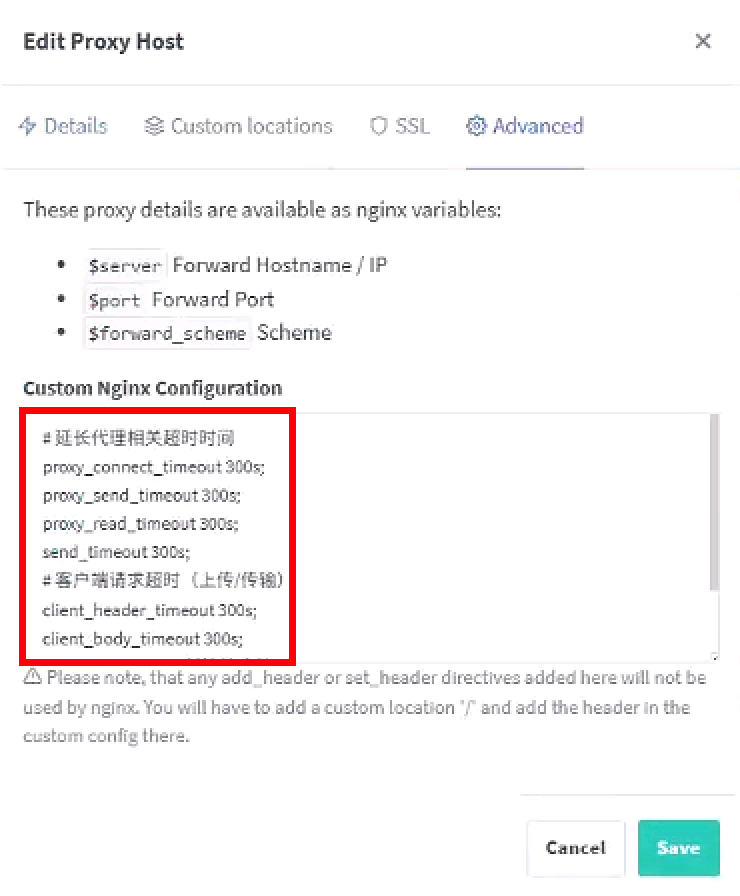 Edit Proxy Host
Details
Custom locations
SSL
Advanced
These proxy details are available as nginx variables:
$server Forward Hostname / IP
$port Forward Port
$forward_scheme Scheme
Custom Nginx Configuration
# 延长代理相关超时时间
proxy_connect_timeout 300s;
proxy_send_timeout 300s;
proxy_read_timeout 300s;
send_timeout 300s;
# 客户端请求超时（上传/传输）
client_header_timeout 300s;
client_body_timeout 300s;
Please note, that any add_header or set_header directives added here will not be
used by nginx. You will have to add a custom location '/' and add the header in the
custom config there.
Cancel
Save